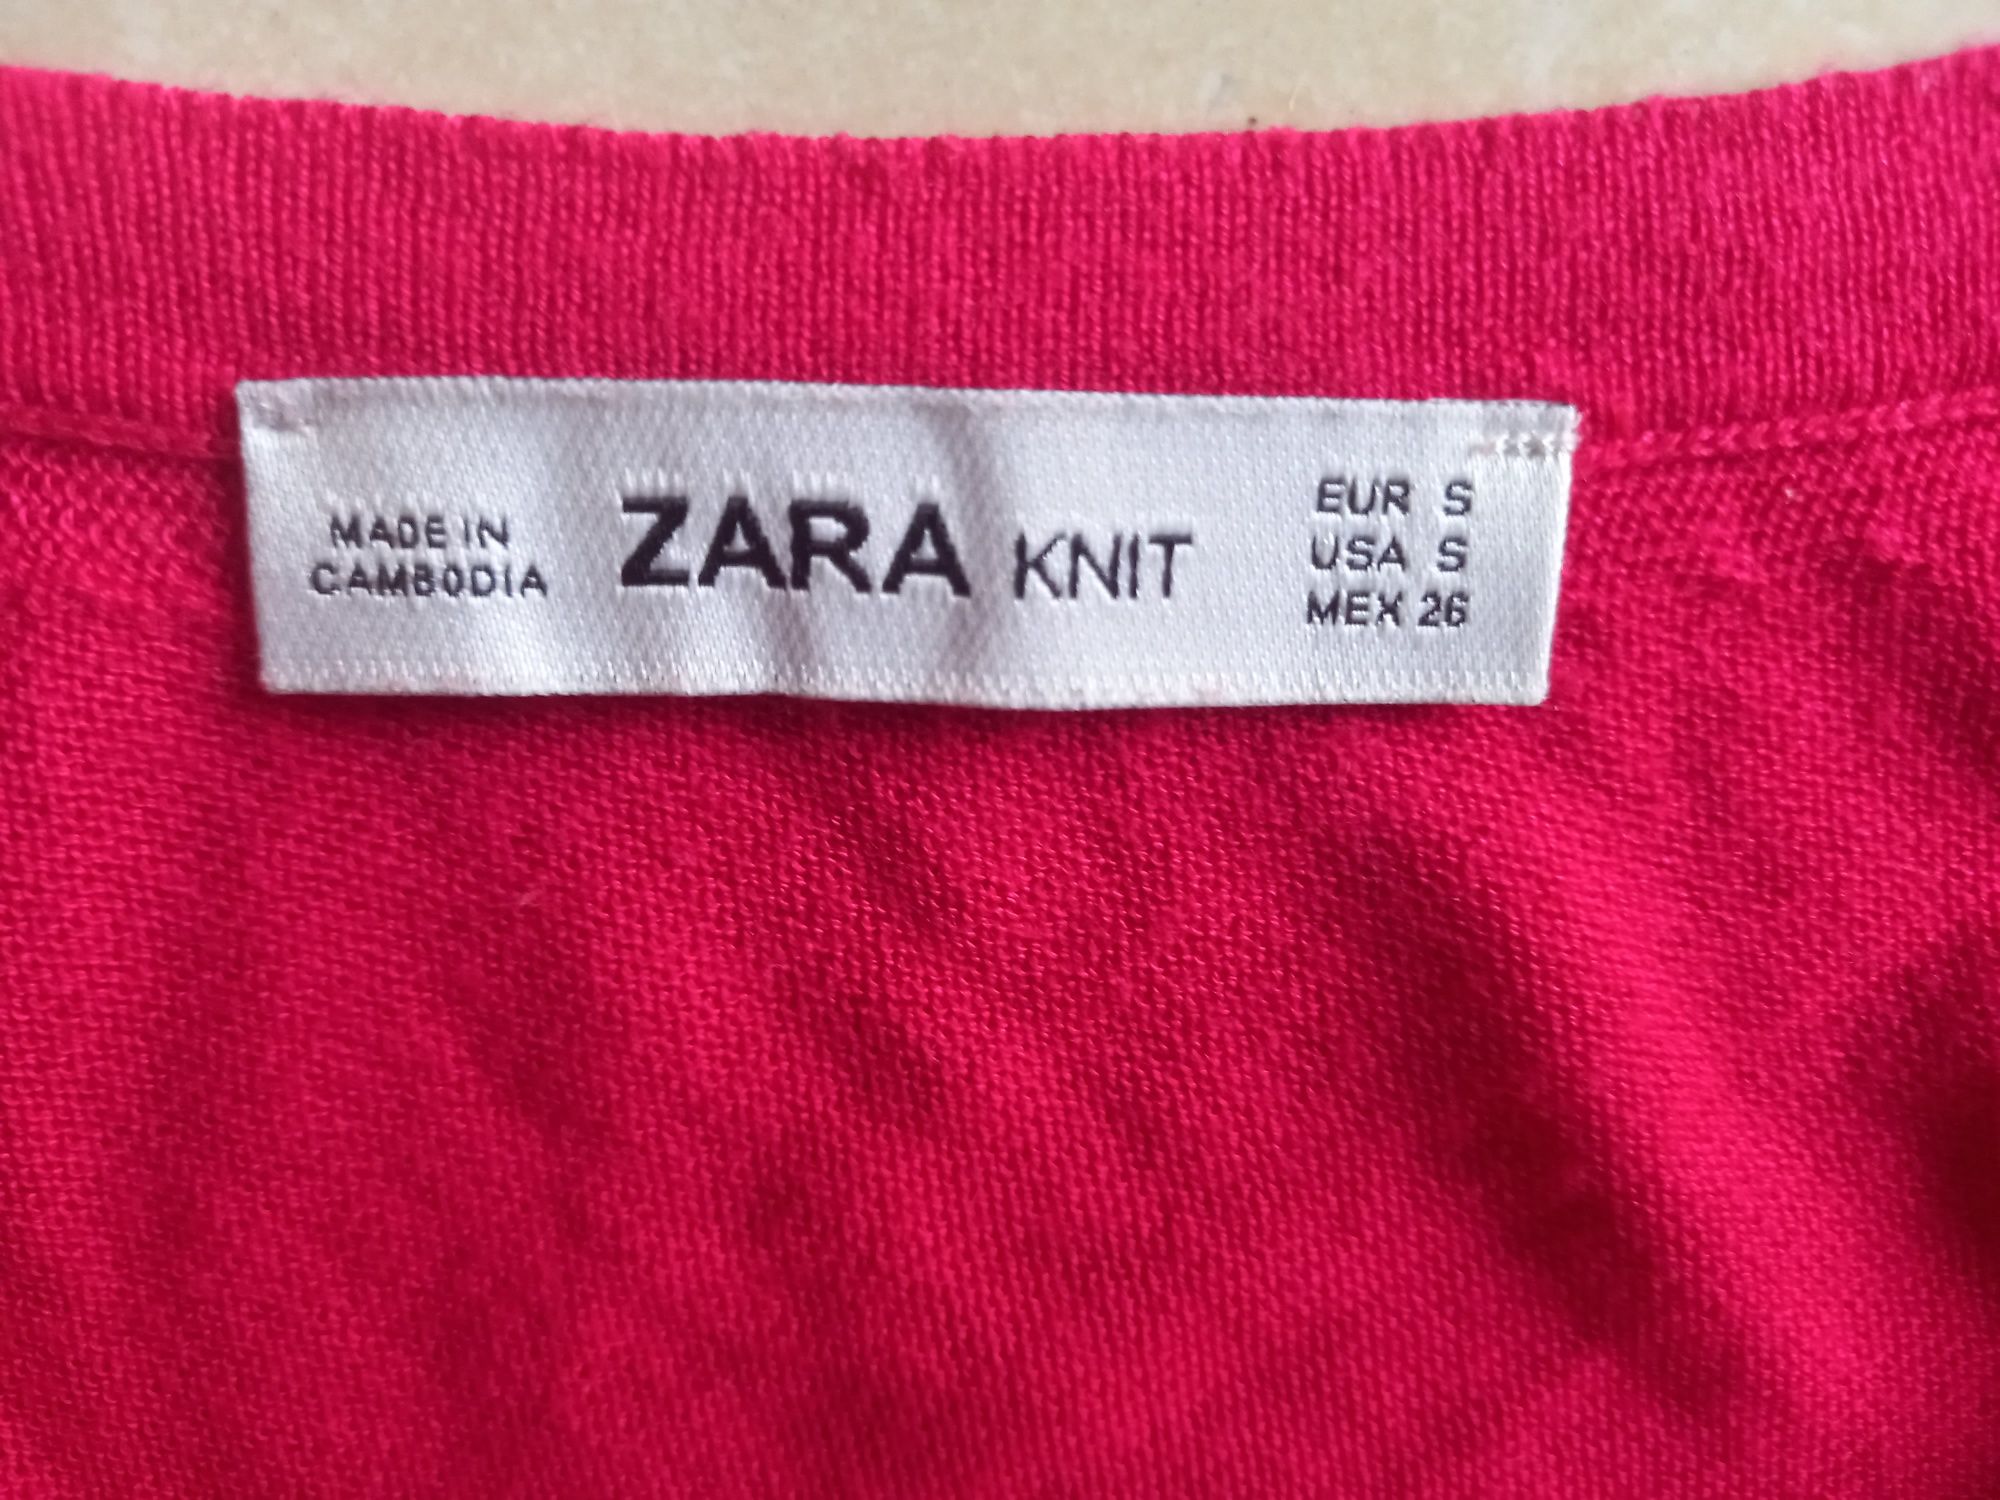 MADE IN
CAMBODIA
ZARA KNIT
EUR S
USA S
MEX 26